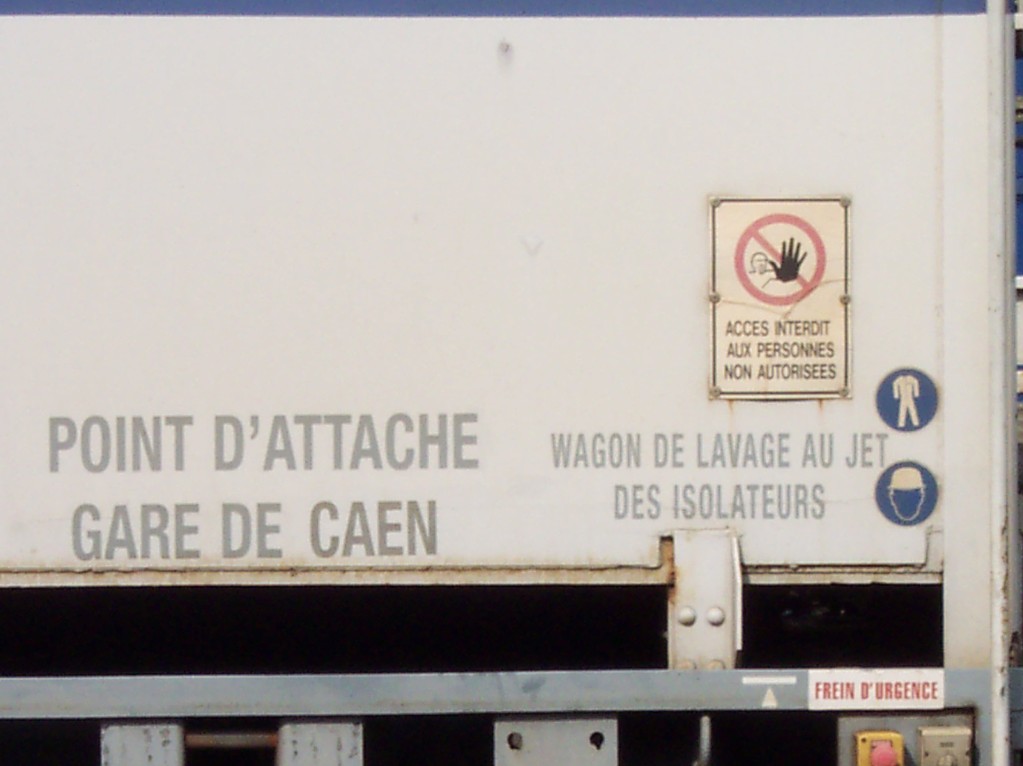 ACCES INTERDIT
AUX PERSONNES
NON AUTORISEES
POINT D'ATTACHE
GARE DE CAEN
WAGON DE LAVAGE AU JET
DES ISOLATEURS
FREIN D'URGENCE